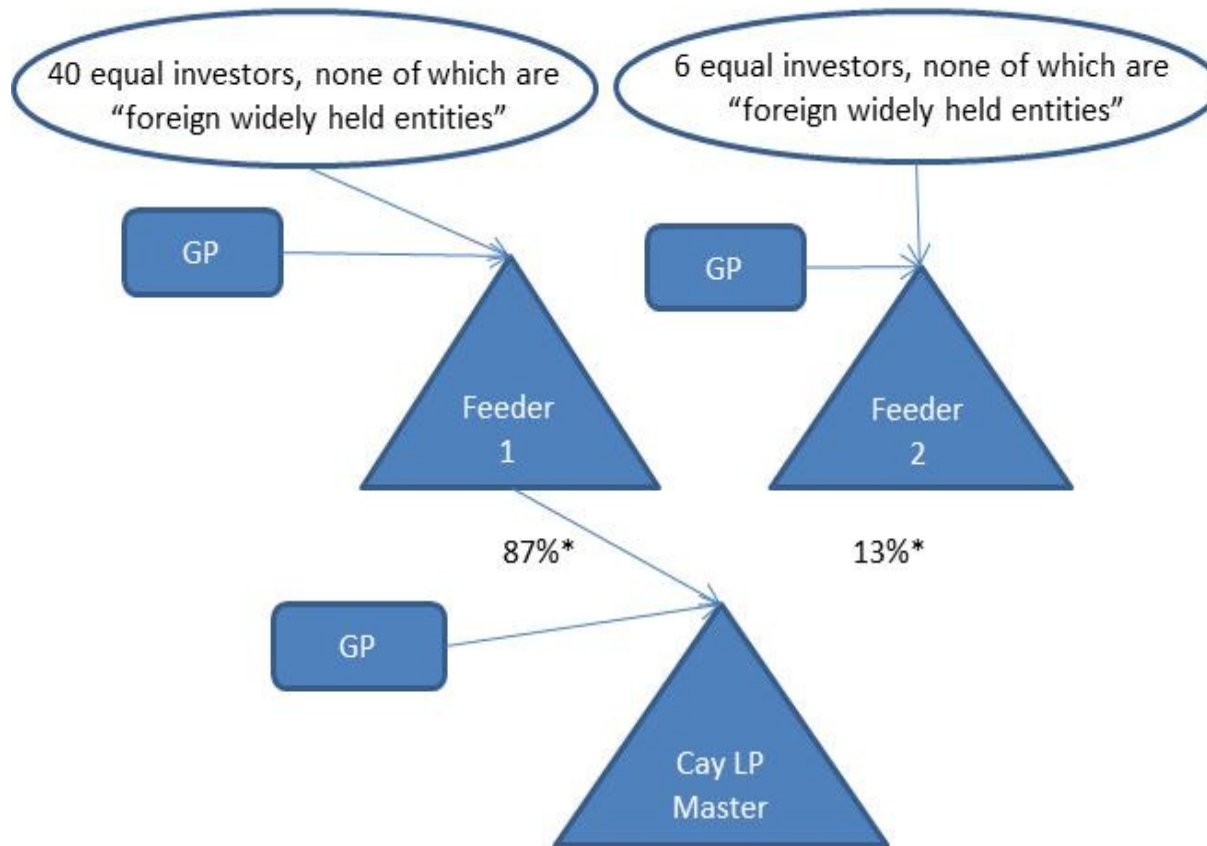 40 equal investors, none of which are
“foreign widely held entities”
6 equal investors, none of which are
“foreign widely held entities”
GP
GP
Feeder
1
Feeder
2
87%*
13%*
GP
Cay LP
Master